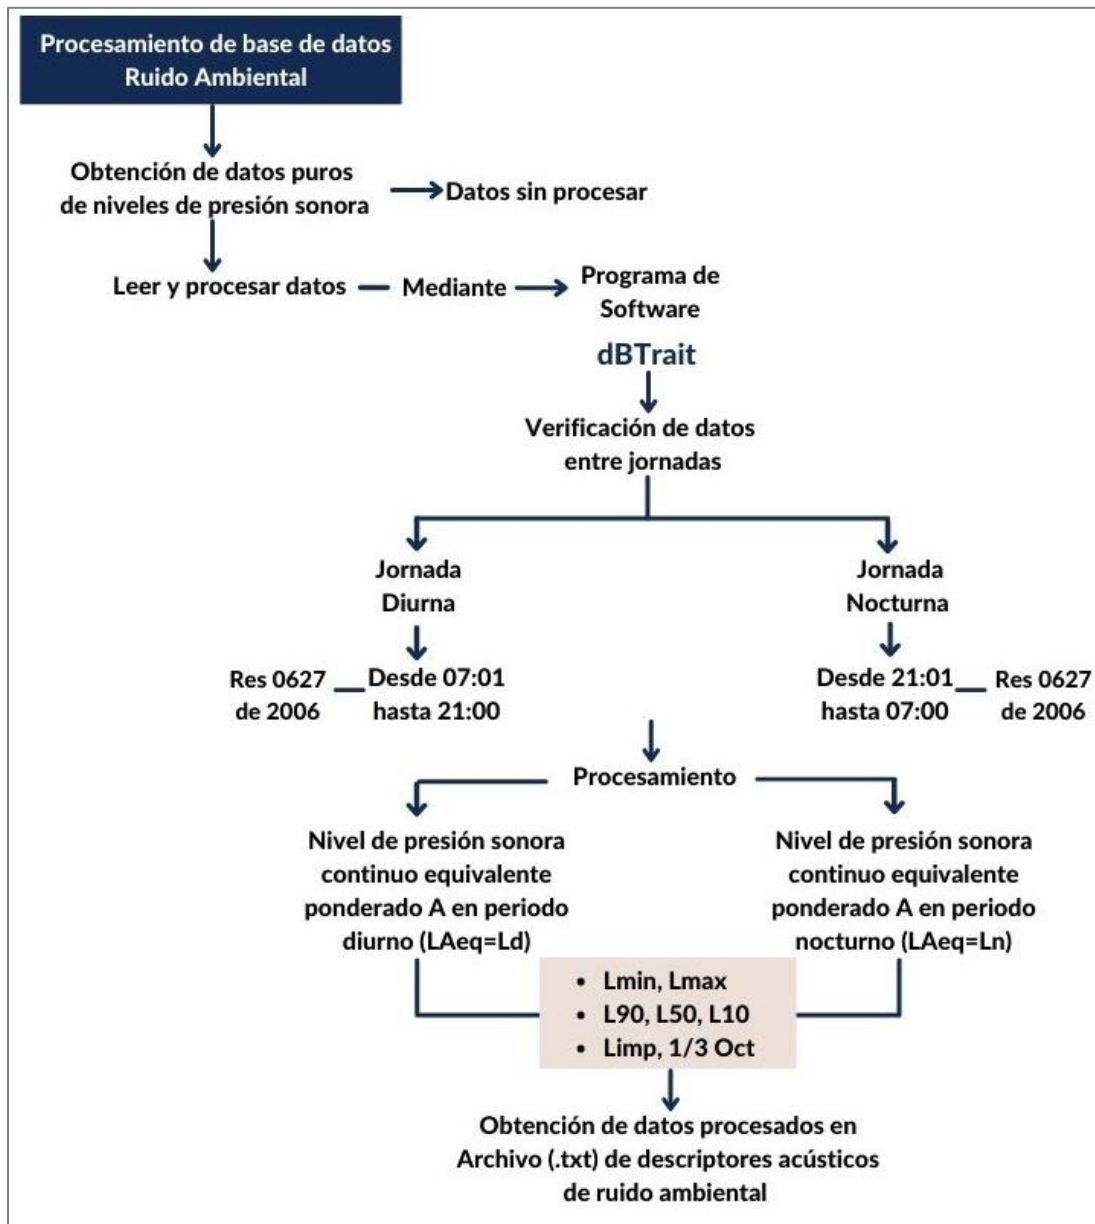 Procesamiento de base de datos
Ruido Ambiental
Obtención de datos puros
de niveles de presión sonora
Datos sin procesar
Leer y procesar datos
Mediante
Programa de
Software
dBTrait
Verificación de datos
entre jornadas
Jornada
Diurna
Jornada
Nocturna
Res 0627
de 2006
Desde 07:01
hasta 21:00
Desde 21:01
hasta 07:00
Res 0627
de 2006
Procesamiento
Nivel de presión sonora
continuo equivalente
ponderado A en periodo
diurno (LAeq=Ld)
Nivel de presión sonora
continuo equivalente
ponderado A en periodo
nocturno (LAeq=Ln)
• Lmin, Lmax
• L90, L50, L10
• Limp, 1/3 Oct
Obtención de datos procesados en
Archivo (.txt) de descriptores acústicos
de ruido ambiental